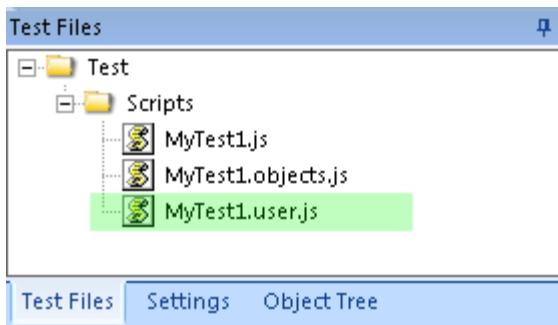 Test Files
Test
Scripts
MyTest1.js
MyTest1.objects.js
MyTest1.user.js
Test Files Settings Object Tree